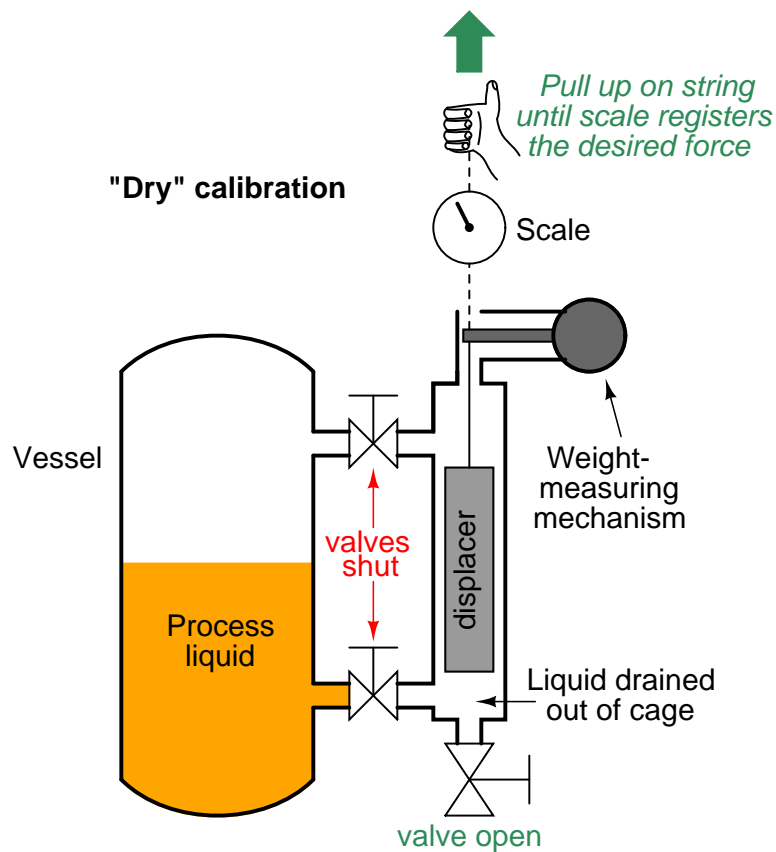 Pull up on string
until scale registers
the desired force
"Dry" calibration
Scale
Vessel
Weight-
measuring
mechanism
valves
shut
displacer
Process
liquid
Liquid drained
out of cage
valve open